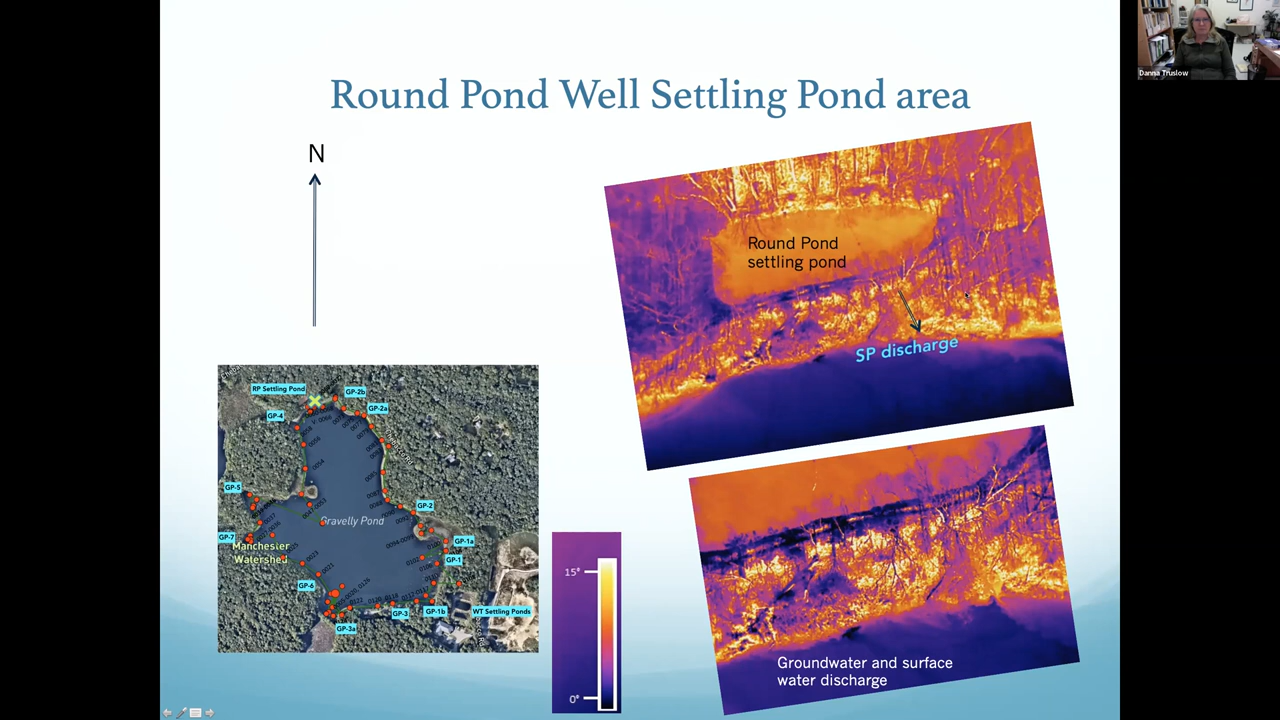 Danna Truslow
Round Pond Well Settling Pond area
N
Round Pond
settling pond
SP discharge
RP Settling Pond
GP-2b
GP-2a
GP-4
GP-5
GP-2
Gravelly Pond
GP-7
Manchester
Watershed
GP-1a
GP-1
GP-6
GP-3
GP-1b
WT Settling Ponds
GP-3a
15°
0°
Groundwater and surface
water discharge